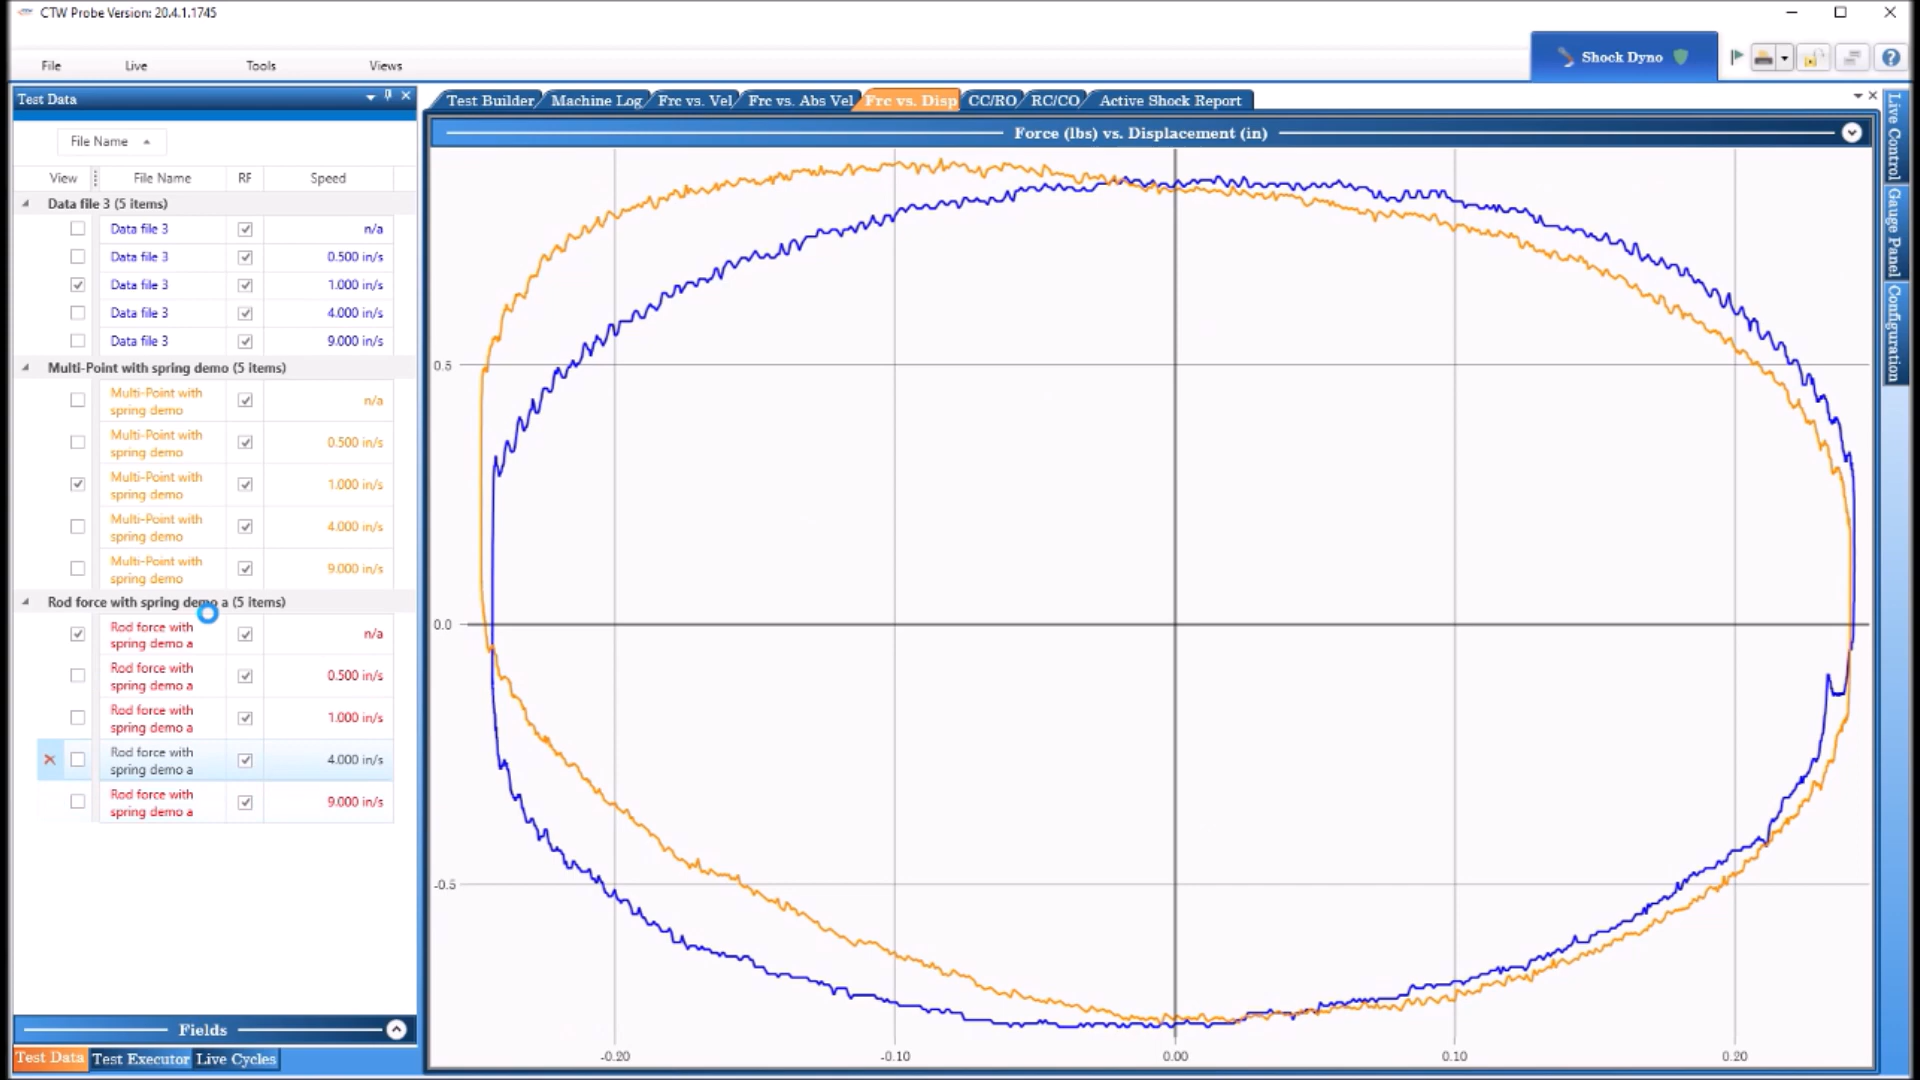 CTW Probe Version: 20.4.1.1745
File Live Tools Views
Shock Dyno
Test Data
File Name
View File Name RF Speed
Data file 3 (5 items)
Data file 3 n/a
Data file 3 0.500 in/s
Data file 3 1.000 in/s
Data file 3 4.000 in/s
Data file 3 9.000 in/s
Multi-Point with spring demo (5 items)
Multi-Point with
spring demo n/a
Multi-Point with
spring demo 0.500 in/s
Multi-Point with
spring demo 1.000 in/s
Multi-Point with
spring demo 4.000 in/s
Multi-Point with
spring demo 9.000 in/s
Rod force with spring demo a (5 items)
Rod force with
spring demo a n/a
Rod force with
spring demo a 0.500 in/s
Rod force with
spring demo a 1.000 in/s
Rod force with
spring demo a 4.000 in/s
Rod force with
spring demo a 9.000 in/s
Fields
Test Data Test Executor Live Cycles
Test Builder Machine Log Frc vs. Vel Frc vs. Abs Vel Frc vs. Disp CC/RO RC/CO Active Shock Report
Force (lbs) vs. Displacement (in)
0.5
0.0
-0.5
-0.20 -0.10 0.00 0.10 0.20
Live Control
Gauge Panel
Configuration